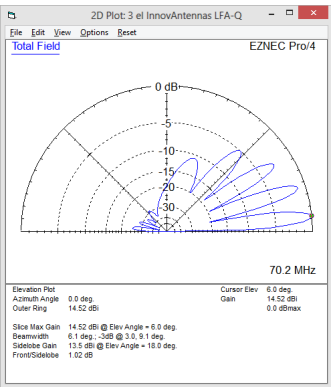 2D Plot: 3 el InnovAntennas LFA-Q
File Edit View Options Reset
Total Field EZNEC Pro/4
0 dB
-5
-10
-15
-20
-30
70.2 MHz
Elevation Plot Cursor Elev 6.0 deg.
Azimuth Angle 0.0 deg. Gain 14.52 dBi
Outer Ring 14.52 dBi 0.0 dBmax
Slice Max Gain 14.52 dBi @ Elev Angle = 6.0 deg.
Beamwidth 6.1 deg.; -3dB @ 3.0, 9.1 deg.
Sidelobe Gain 13.5 dBi @ Elev Angle = 18.0 deg.
Front/Sidelobe 1.02 dB